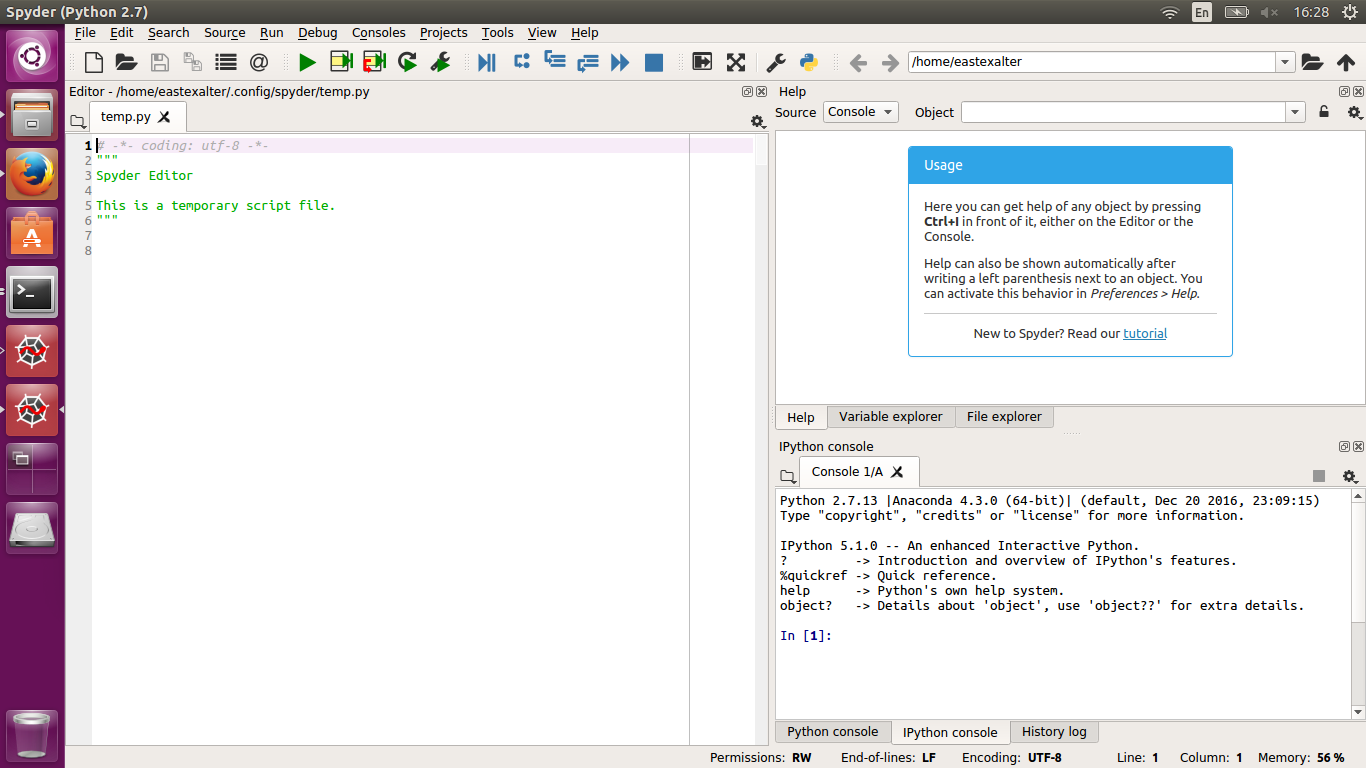 Spyder (Python 2.7)
En
16:28
File Edit Search Source Run Debug Consoles Projects Tools View Help
/home/eastexalter
Editor - /home/eastexalter/.config/spyder/temp.py
temp.py
1 # -*- coding: utf-8 -*-
2 """
3 Spyder Editor
4
5 This is a temporary script file.
6 """
7
8
Help
Source Console Object
Usage
Here you can get help of any object by pressing
Ctrl+I in front of it, either on the Editor or the
Console.
Help can also be shown automatically after
writing a left parenthesis next to an object. You
can activate this behavior in Preferences > Help.
New to Spyder? Read our tutorial
Help Variable explorer File explorer
IPython console
Console 1/A
Python 2.7.13 |Anaconda 4.3.0 (64-bit)| (default, Dec 20 2016, 23:09:15)
Type "copyright", "credits" or "license" for more information.
IPython 5.1.0 -- An enhanced Interactive Python.
?         -> Introduction and overview of IPython's features.
%quickref -> Quick reference.
help      -> Python's own help system.
object?   -> Details about 'object', use 'object??' for extra details.
In [1]:
Python console IPython console History log
Permissions: RW End-of-lines: LF Encoding: UTF-8 Line: 1 Column: 1 Memory: 56 %